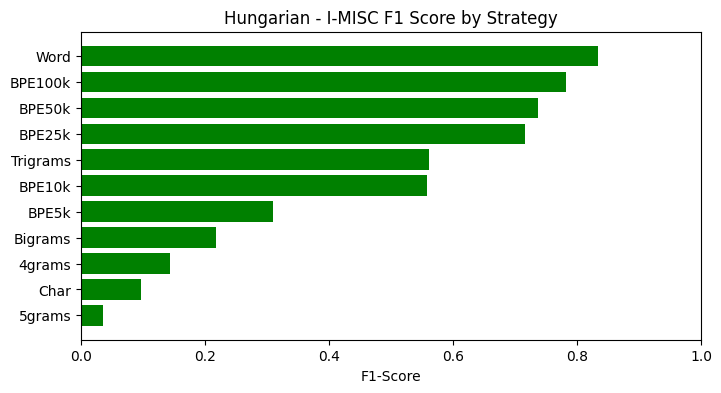 Hungarian - I-MISC F1 Score by Strategy
Word
BPE100k
BPE50k
BPE25k
Trigrams
BPE10k
BPE5k
Bigrams
4grams
Char
5grams
0.0 0.2 0.4 0.6 0.8 1.0
F1-Score